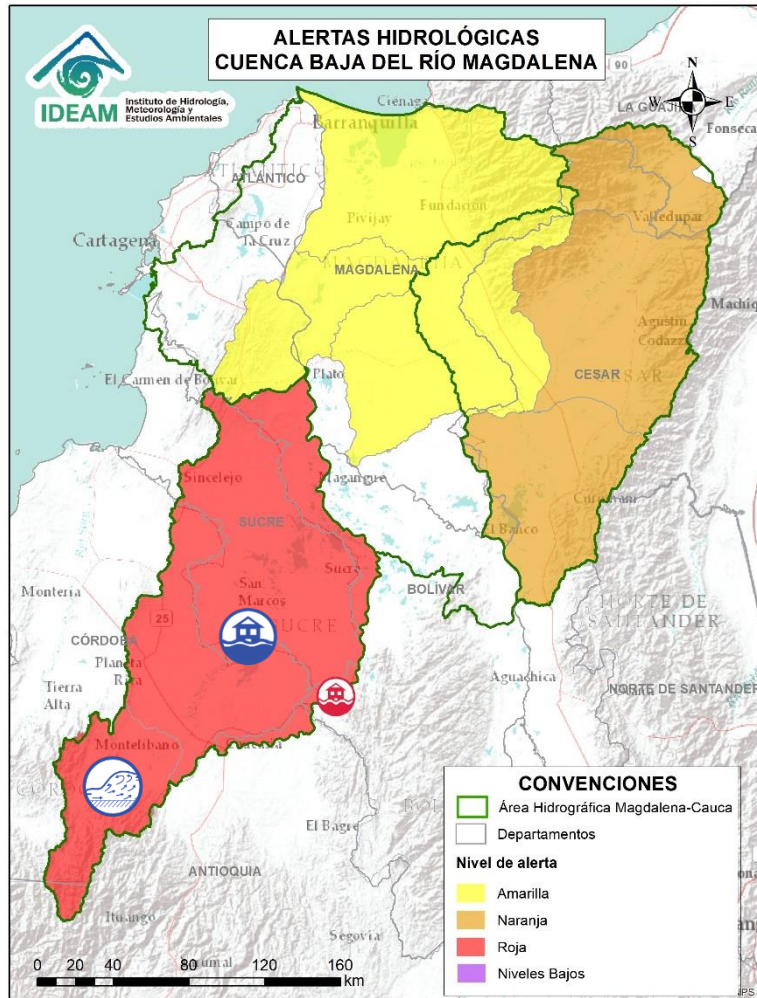 ALERTAS HIDROLÓGICAS
CUENCA BAJA DEL RÍO MAGDALENA
IDEAM
Instituto de Hidrología,
Meteorología y
Estudios Ambientales
N
W
E
S
90
LA GUAJIRA
Fonseca
Ciénaga
Barranquilla
ATLÁNTICO
Pivijay
Fundación
Valledupar
Campo de
la Cruz
Cartagena
MAGDALENA
Agustín
Codazzi
CESAR
El Carmen de Bolívar
Plato
Sincelejo
Magangue
SUCRE
Curumaní
El Banco
Sucre
San
Marcos
SUCRE
BOLÍVAR
Montería
25
CÓRDOBA
Planeta
Rica
Tierra
Alta
NORTE DE
SANTANDER
Aguachica
NORTE DE SANTANDER
Montelíbano
El Bagre
ANTIOQUIA
Ituango
Segovia
0 20 40 80 120 160
km
CONVENCIONES
Área Hidrográfica Magdalena-Cauca
Departamentos
Nivel de alerta
Amarilla
Naranja
Roja
Niveles Bajos